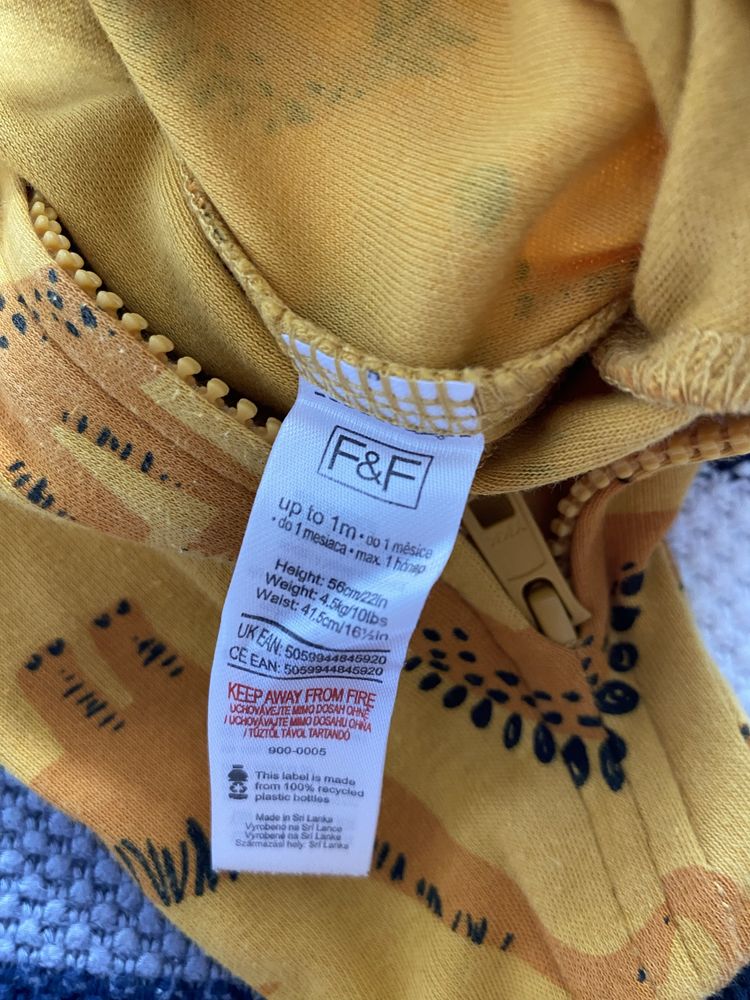 F&F
up to 1m • do 1 měsíce
• do 1 mesiaca • max. 1 hónap
Height: 56cm/22in
Weight: 4,5kg/10lbs
Waist: 41,5cm/16½in
UK EAN: 5059944845920
CE EAN: 5059944845920
KEEP AWAY FROM FIRE
UCHOVÁVEJTE MIMO DOSAH OHNĚ
/ UCHOVÁVAJTE MIMO DOSAHU OHŇA
/ TŰZTŐL TÁVOL TARTANDÓ
900-0005
This label is made
from 100% recycled
plastic bottles
Made in Sri Lanka
Vyrobeno na Srí Lance
Vyrobené na Srí Lanke
Származási hely: Srí Lanka